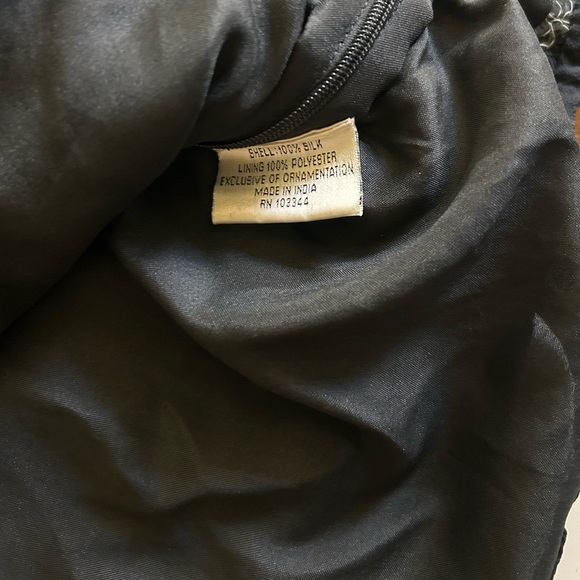 SHELL: 100% SILK
LINING 100% POLYESTER
EXCLUSIVE OF ORNAMENTATION
MADE IN INDIA
RN 103344